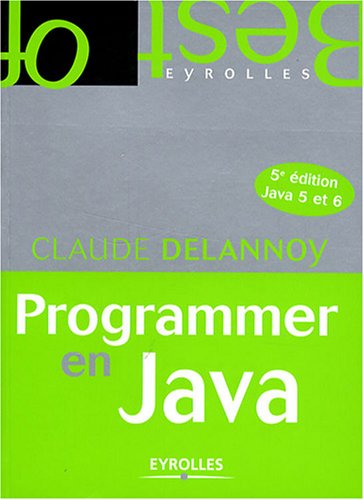 Best of
EYROLLES
5e édition
Java 5 et 6
CLAUDE DELANNOY
Programmer
en
Java
EYROLLES